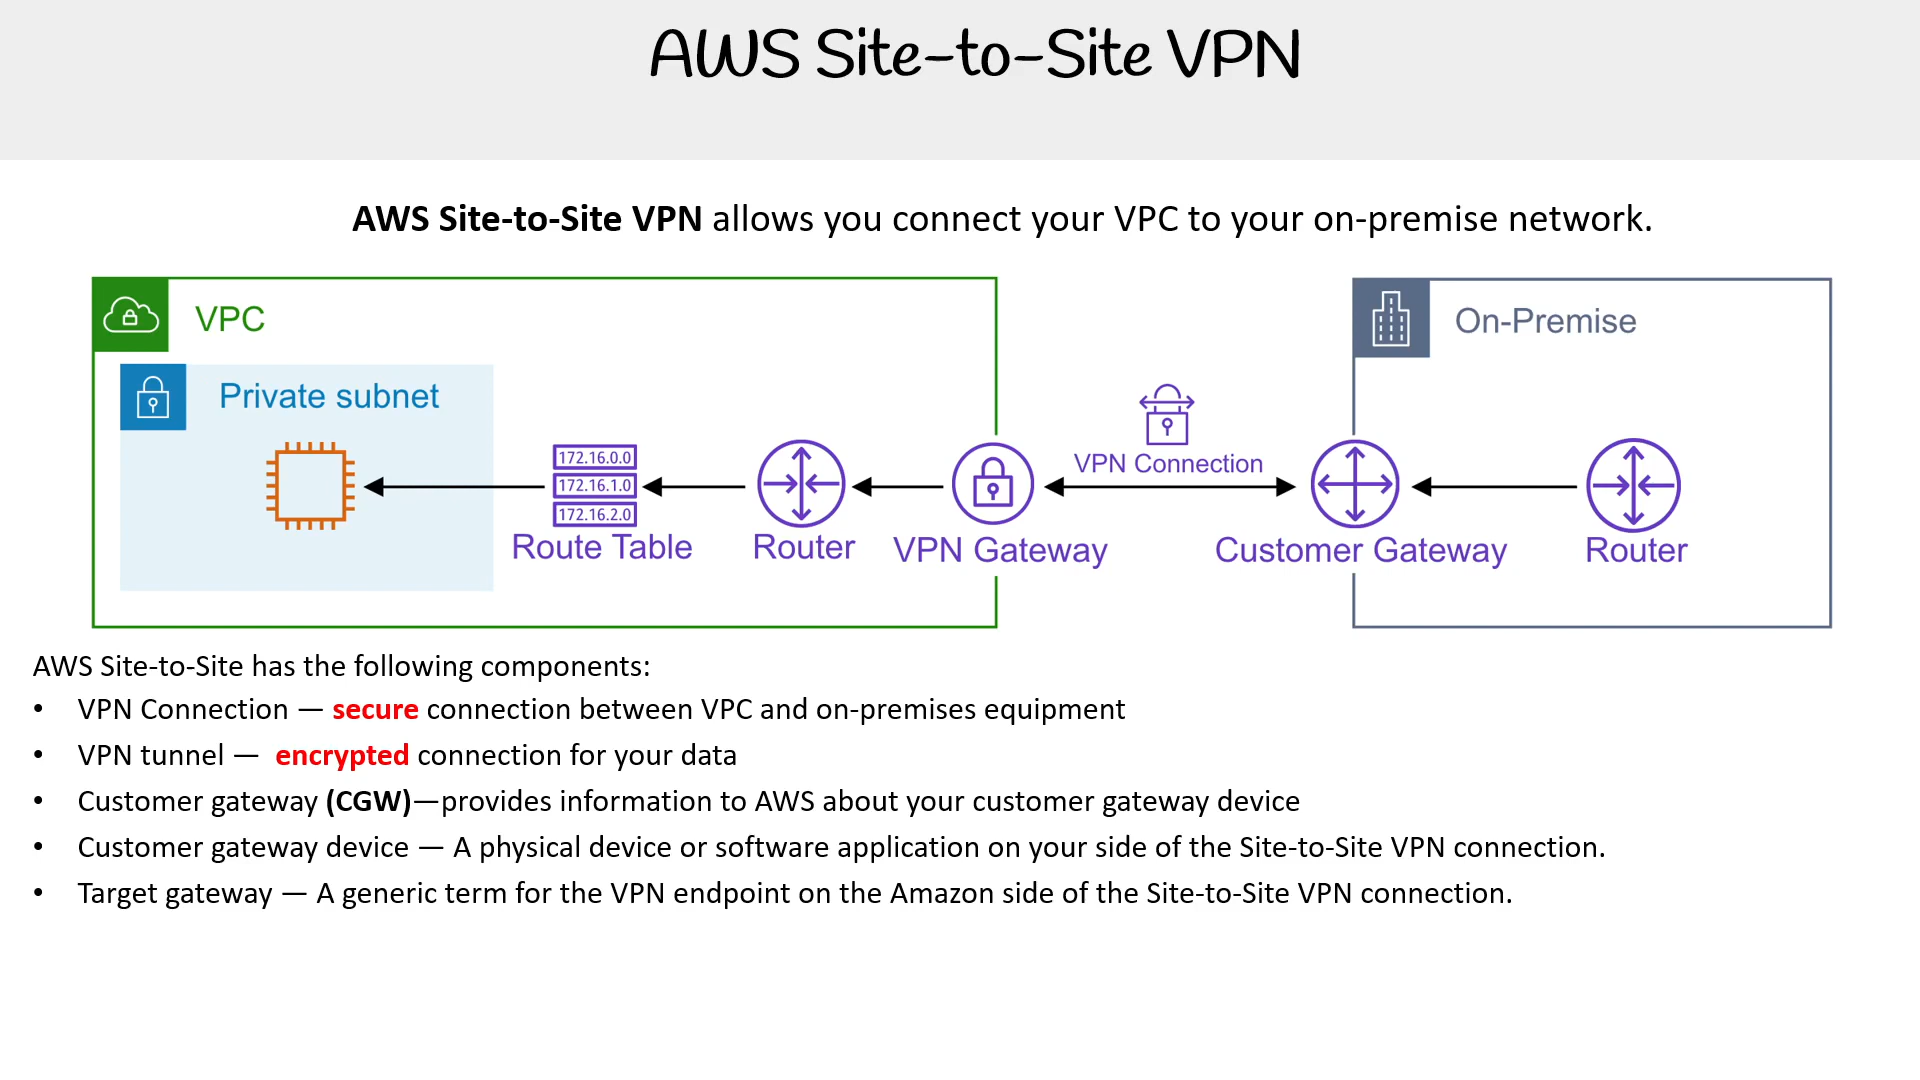 AWS Site-to-Site VPN
AWS Site-to-Site VPN allows you connect your VPC to your on-premise network.
VPC
On-Premise
Private subnet
172.16.0.0
172.16.1.0
172.16.2.0
VPN Connection
Route Table
Router
VPN Gateway
Customer Gateway
Router
AWS Site-to-Site has the following components:
• VPN Connection — secure connection between VPC and on-premises equipment
• VPN tunnel — encrypted connection for your data
• Customer gateway (CGW)—provides information to AWS about your customer gateway device
• Customer gateway device — A physical device or software application on your side of the Site-to-Site VPN connection.
• Target gateway — A generic term for the VPN endpoint on the Amazon side of the Site-to-Site VPN connection.